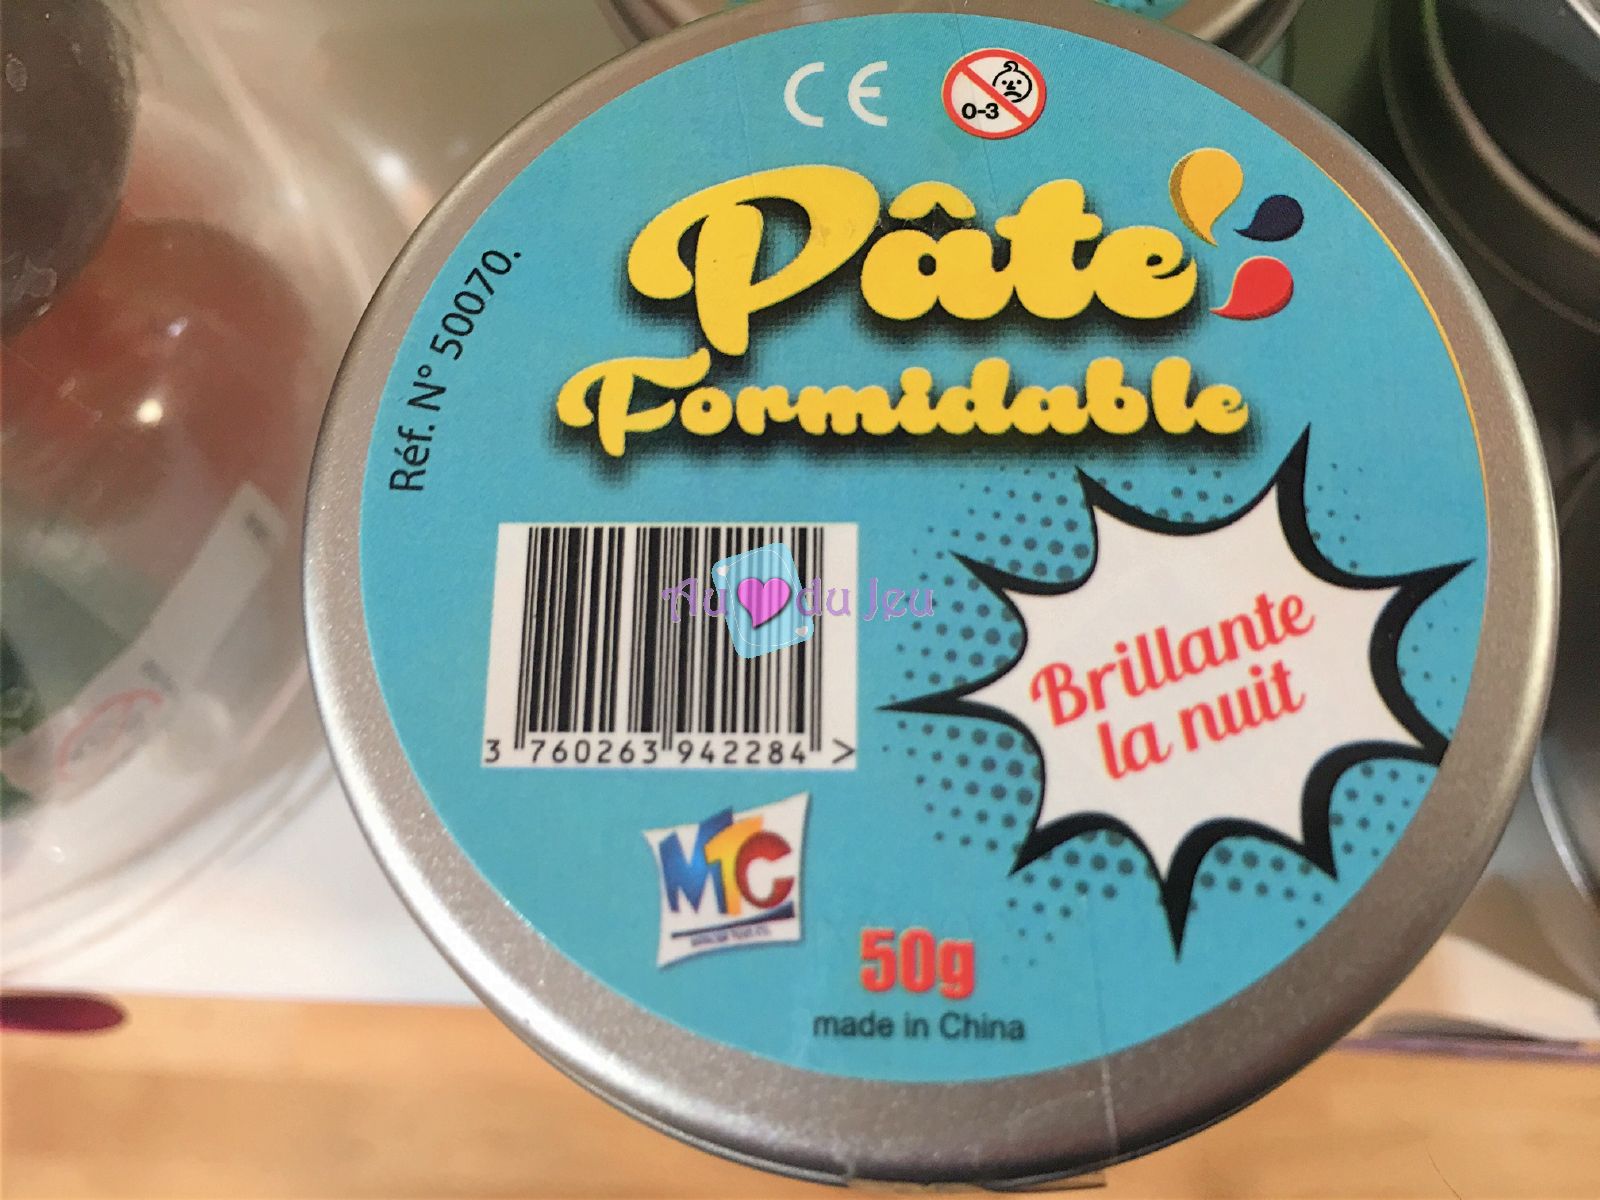 CE
0-3
Pâte
Formidable
Réf. N° 50070.
Au du Jeu
3 760263 942284 >
Brillante
la nuit
MTC
50g
made in China